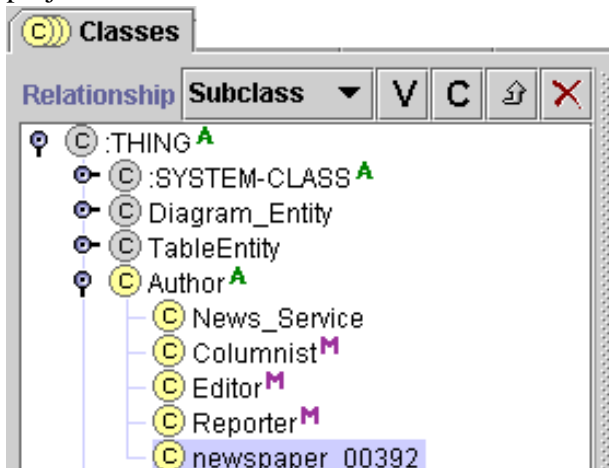 Classes
Relationship Subclass V C
C :THING A
C :SYSTEM-CLASS A
C Diagram_Entity
C TableEntity
C Author A
C News_Service
C Columnist M
C Editor M
C Reporter M
C newspaper_00392